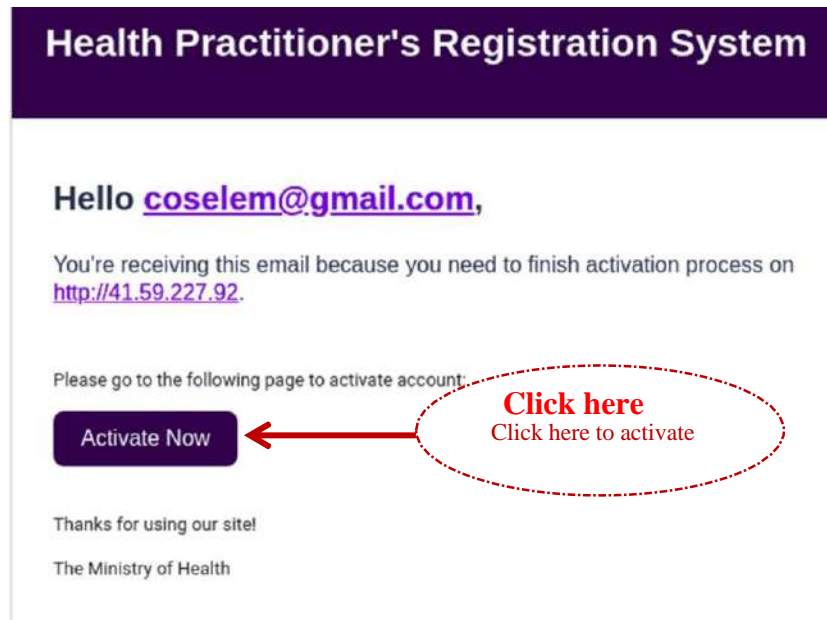 Health Practitioner's Registration System
Hello coselem@gmail.com,
You're receiving this email because you need to finish activation process on
http://41.59.227.92.
Please go to the following page to activate account:
Click here
Activate Now
Click here to activate
Thanks for using our site!
The Ministry of Health